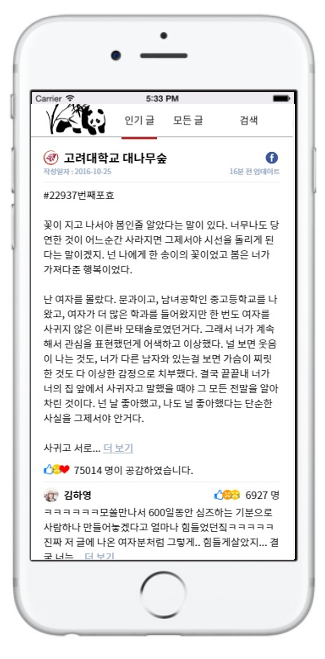 Carrier 5:33 PM
인기 글 모든 글 검색
고려대학교 대나무숲
작성일자 : 2016-10-25 16분 전 업데이트
#22937번째포효
꽃이 지고 나서야 봄인줄 알았다는 말이 있다. 너무나도 당
연한 것이 어느순간 사라지면 그제서야 시선을 돌리게 된
다는 말이겠지. 넌 나에게 한 송이의 꽃이었고 봄은 너가
가져다준 행복이었다.
난 여자를 몰랐다. 문과이고, 남녀공학인 중고등학교를 나
왔고, 여자가 더 많은 학과를 들어왔지만 한 번도 여자를
사귀지 않은 이른바 모태솔로였던거다. 그래서 너가 계속
해서 관심을 표현했던게 어색하고 이상했다. 널 보면 웃음
이 나는 것도, 너가 다른 남자와 있는걸 보면 가슴이 찌릿
한 것도 다 이상한 감정으로 치부했다. 결국 끝끝내 너가
너의 집 앞에서 사귀자고 말했을 때야 그 모든 전말을 알아
차린 것이다. 넌 날 좋아했고, 나도 널 좋아했다는 단순한
사실을 그제서야 안거다.
사귀고 서로... 더 보기
75014 명이 공감하였습니다.
김하영 6927 명
ㅋㅋㅋㅋㅋㅋ모쏠만나서 600일동안 심즈하는 기분으로
사람하나 만들어놓겠다고 얼마나 힘들었던줰ㅋㅋㅋㅋㅋ
진짜 저 글에 나온 여자분처럼 그렇게.. 힘들게살았지... 결
국 너는... 더 보기